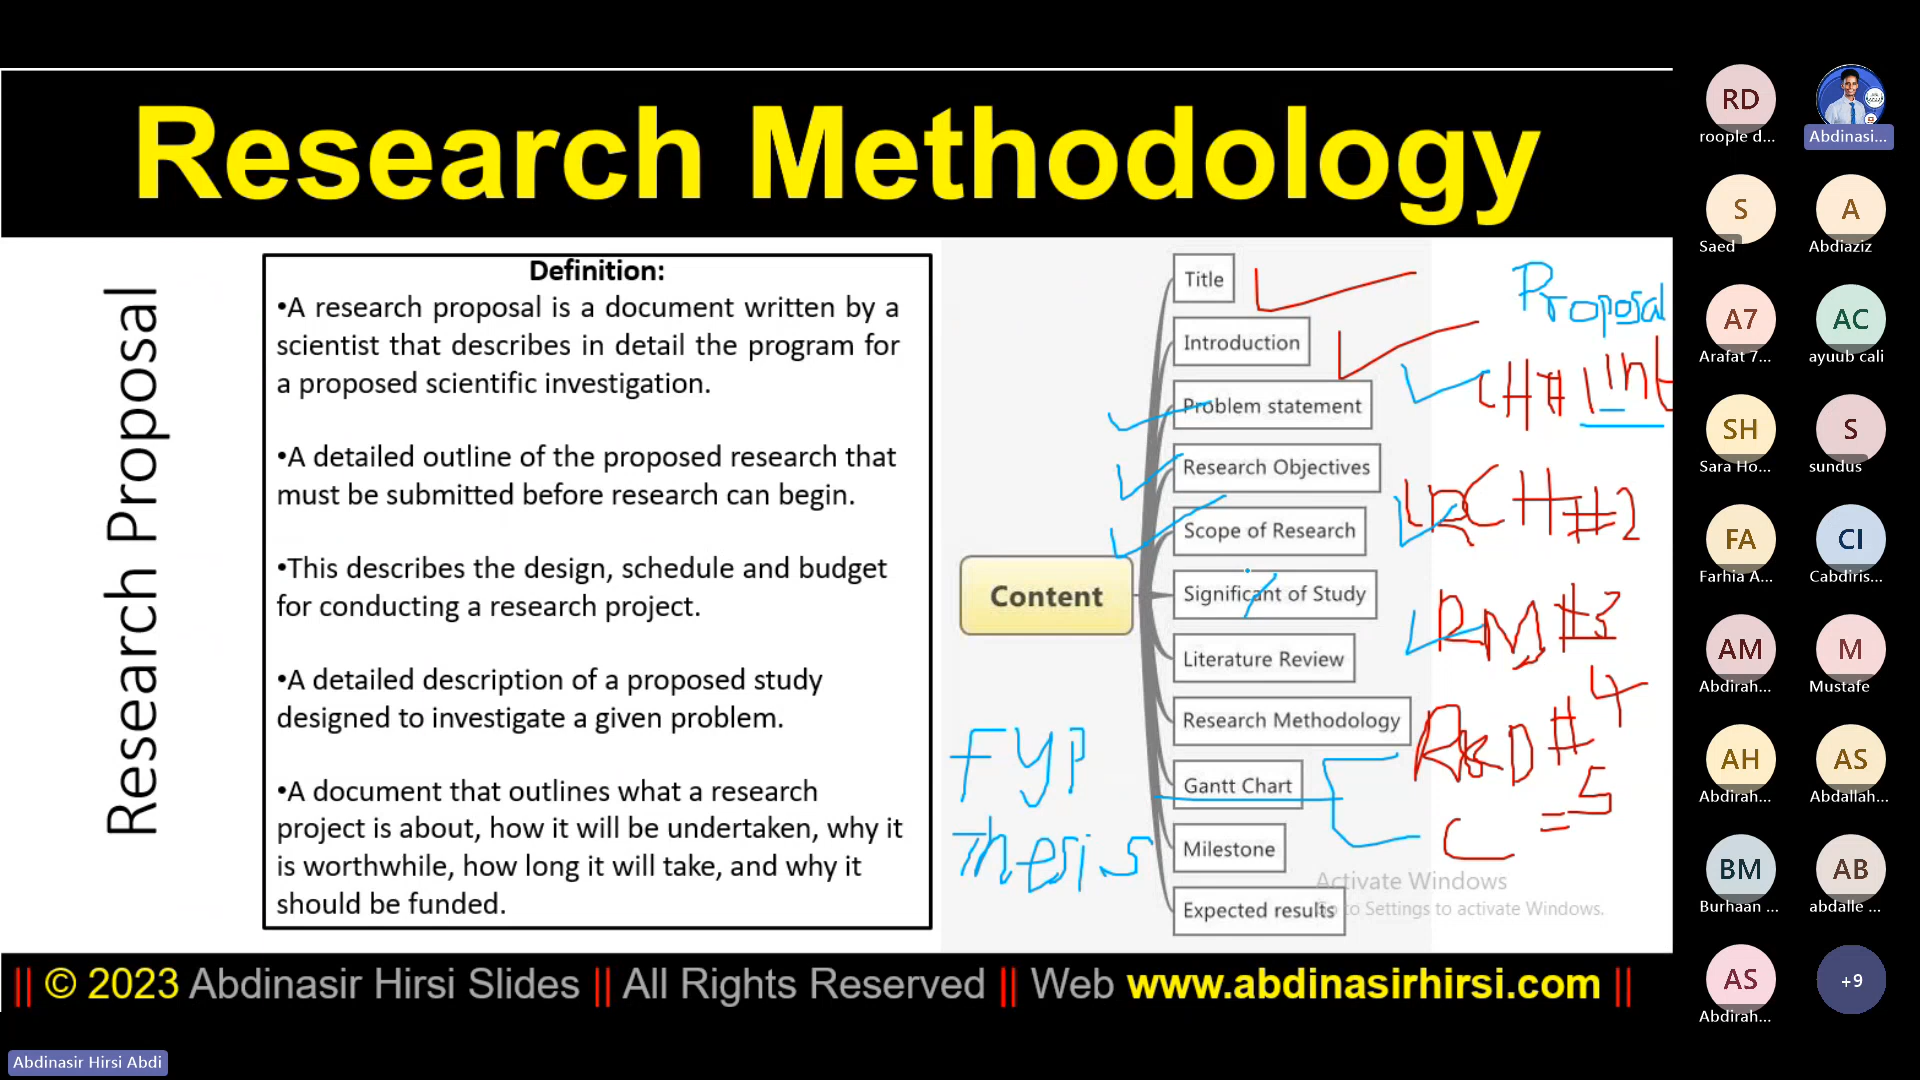 Research Methodology
Research Proposal
Definition:
•A research proposal is a document written by a
scientist that describes in detail the program for
a proposed scientific investigation.
•A detailed outline of the proposed research that
must be submitted before research can begin.
•This describes the design, schedule and budget
for conducting a research project.
•A detailed description of a proposed study
designed to investigate a given problem.
•A document that outlines what a research
project is about, how it will be undertaken, why it
is worthwhile, how long it will take, and why it
should be funded.
Content
Title
Introduction
Problem statement
Research Objectives
Scope of Research
Significant of Study
Literature Review
Research Methodology
Gantt Chart
Milestone
Expected results
FYP
Thesis
Proposal
CH#1 Int
LR CH#2
RM #3
R&D #4
C =5
Activate Windows
Go to Settings to activate Windows.
|| © 2023 Abdinasir Hirsi Slides || All Rights Reserved || Web www.abdinasirhirsi.com ||
Abdinasir Hirsi Abdi
RD
roople d...
Abdinasi...
S
Saed
A
Abdiaziz
A7
Arafat 7...
AC
ayuub cali
SH
Sara Ho...
S
sundus
FA
Farhia A...
CI
Cabdiris...
AM
Abdirah...
M
Mustafe
AH
Abdirah...
AS
Abdallah...
BM
Burhaan ...
AB
abdalle ...
AS
Abdirah...
+9